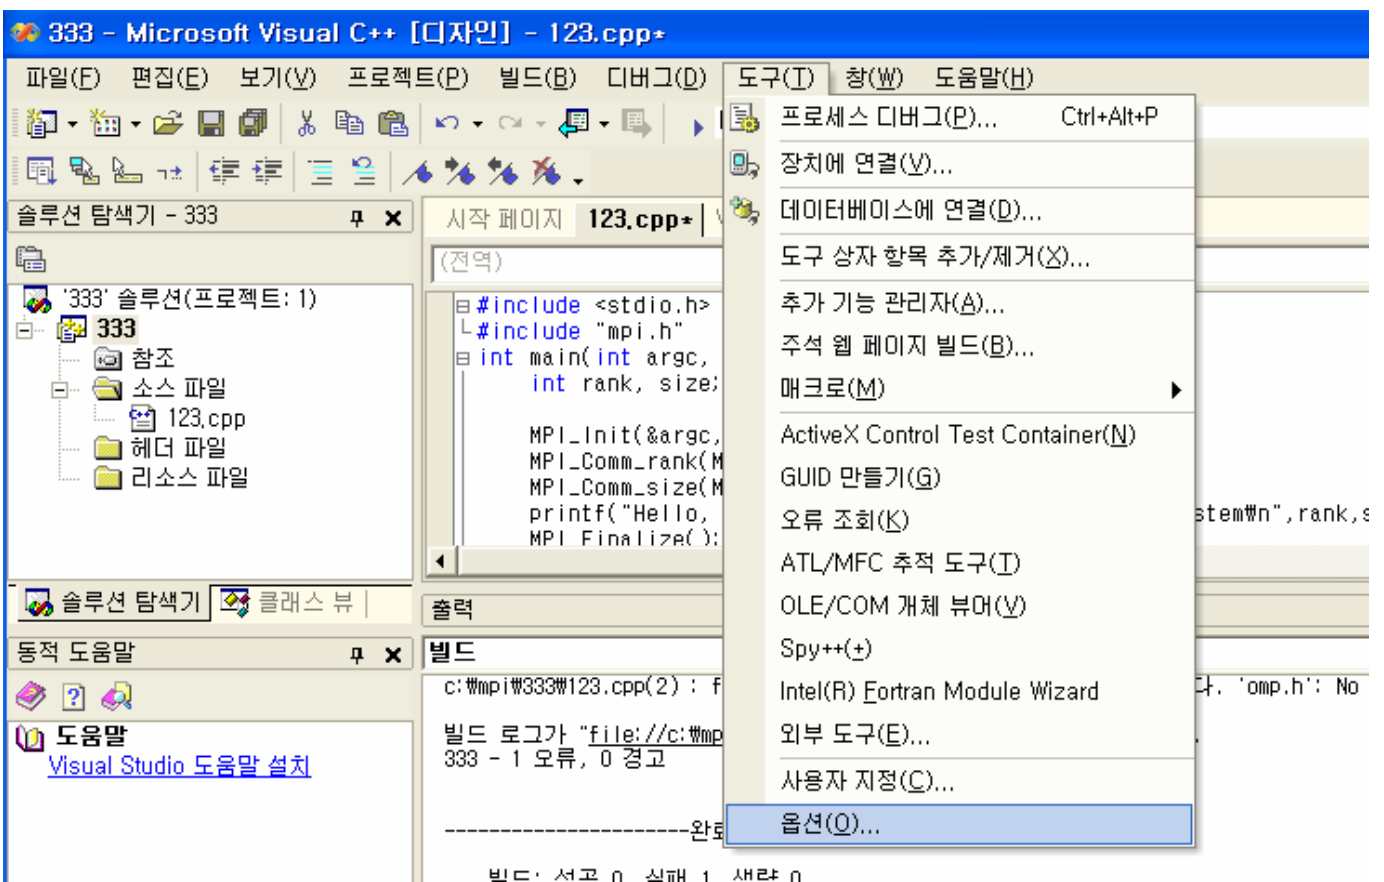 333 - Microsoft Visual C++ [디자인] - 123.cpp*
파일(F) 편집(E) 보기(V) 프로젝트(P) 빌드(B) 디버그(D) 도구(T) 창(W) 도움말(H)
프로세스 디버그(P)... Ctrl+Alt+P
장치에 연결(V)...
데이터베이스에 연결(D)...
도구 상자 항목 추가/제거(X)...
추가 기능 관리자(A)...
주석 웹 페이지 빌드(B)...
매크로(M)
ActiveX Control Test Container(N)
GUID 만들기(G)
오류 조회(K)
ATL/MFC 추적 도구(T)
OLE/COM 개체 뷰어(V)
Spy++(+)
Intel(R) Fortran Module Wizard
외부 도구(E)...
사용자 지정(C)...
옵션(O)...
솔루션 탐색기 - 333
'333' 솔루션(프로젝트: 1)
333
참조
소스 파일
123.cpp
헤더 파일
리소스 파일
솔루션 탐색기 클래스 뷰
동적 도움말
도움말
Visual Studio 도움말 설치
시작 페이지 123.cpp*
(전역)
#include <stdio.h>
#include "mpi.h"
int main(int argc,
int rank, size;
MPI_Init(&argc,
MPI_Comm_rank(M
MPI_Comm_size(M
printf("Hello, stem₩n",rank,s
MPI_Finalize();
출력
빌드
c:₩mpi₩333₩123.cpp(2) : f 다. 'omp.h': No
빌드 로그가 "file://c:₩mp
333 - 1 오류, 0 경고
----------------------완료
빌드: 성공 0, 실패 1, 생략 0